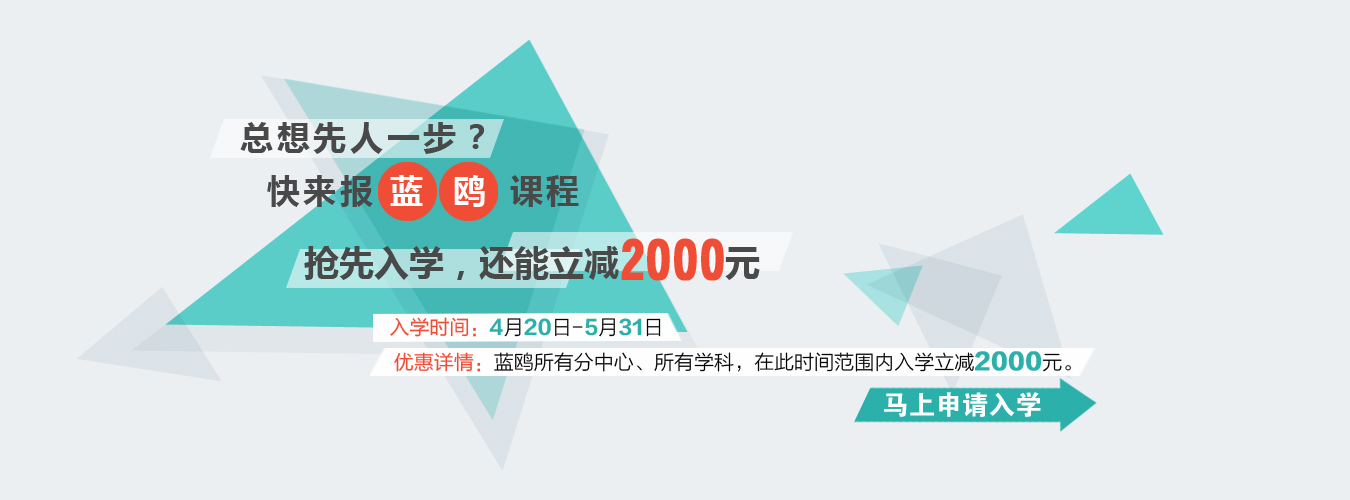 总想先人一步？
快来报蓝鸥课程
抢先入学，还能立减2000元
入学时间：4月20日-5月31日
优惠详情：蓝鸥所有分中心、所有学科，在此时间范围内入学立减2000元。
马上申请入学